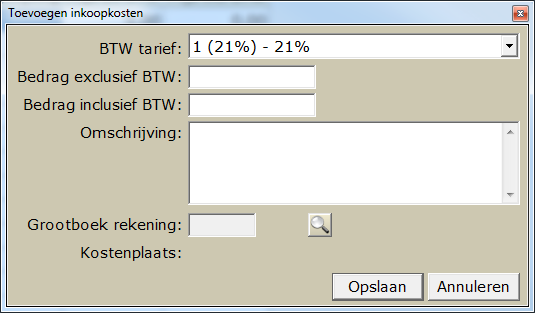 Toevoegen inkoopkosten
BTW tarief: 1 (21%) - 21%
Bedrag exclusief BTW:
Bedrag inclusief BTW:
Omschrijving:
Grootboek rekening:
Kostenplaats:
Opslaan Annuleren